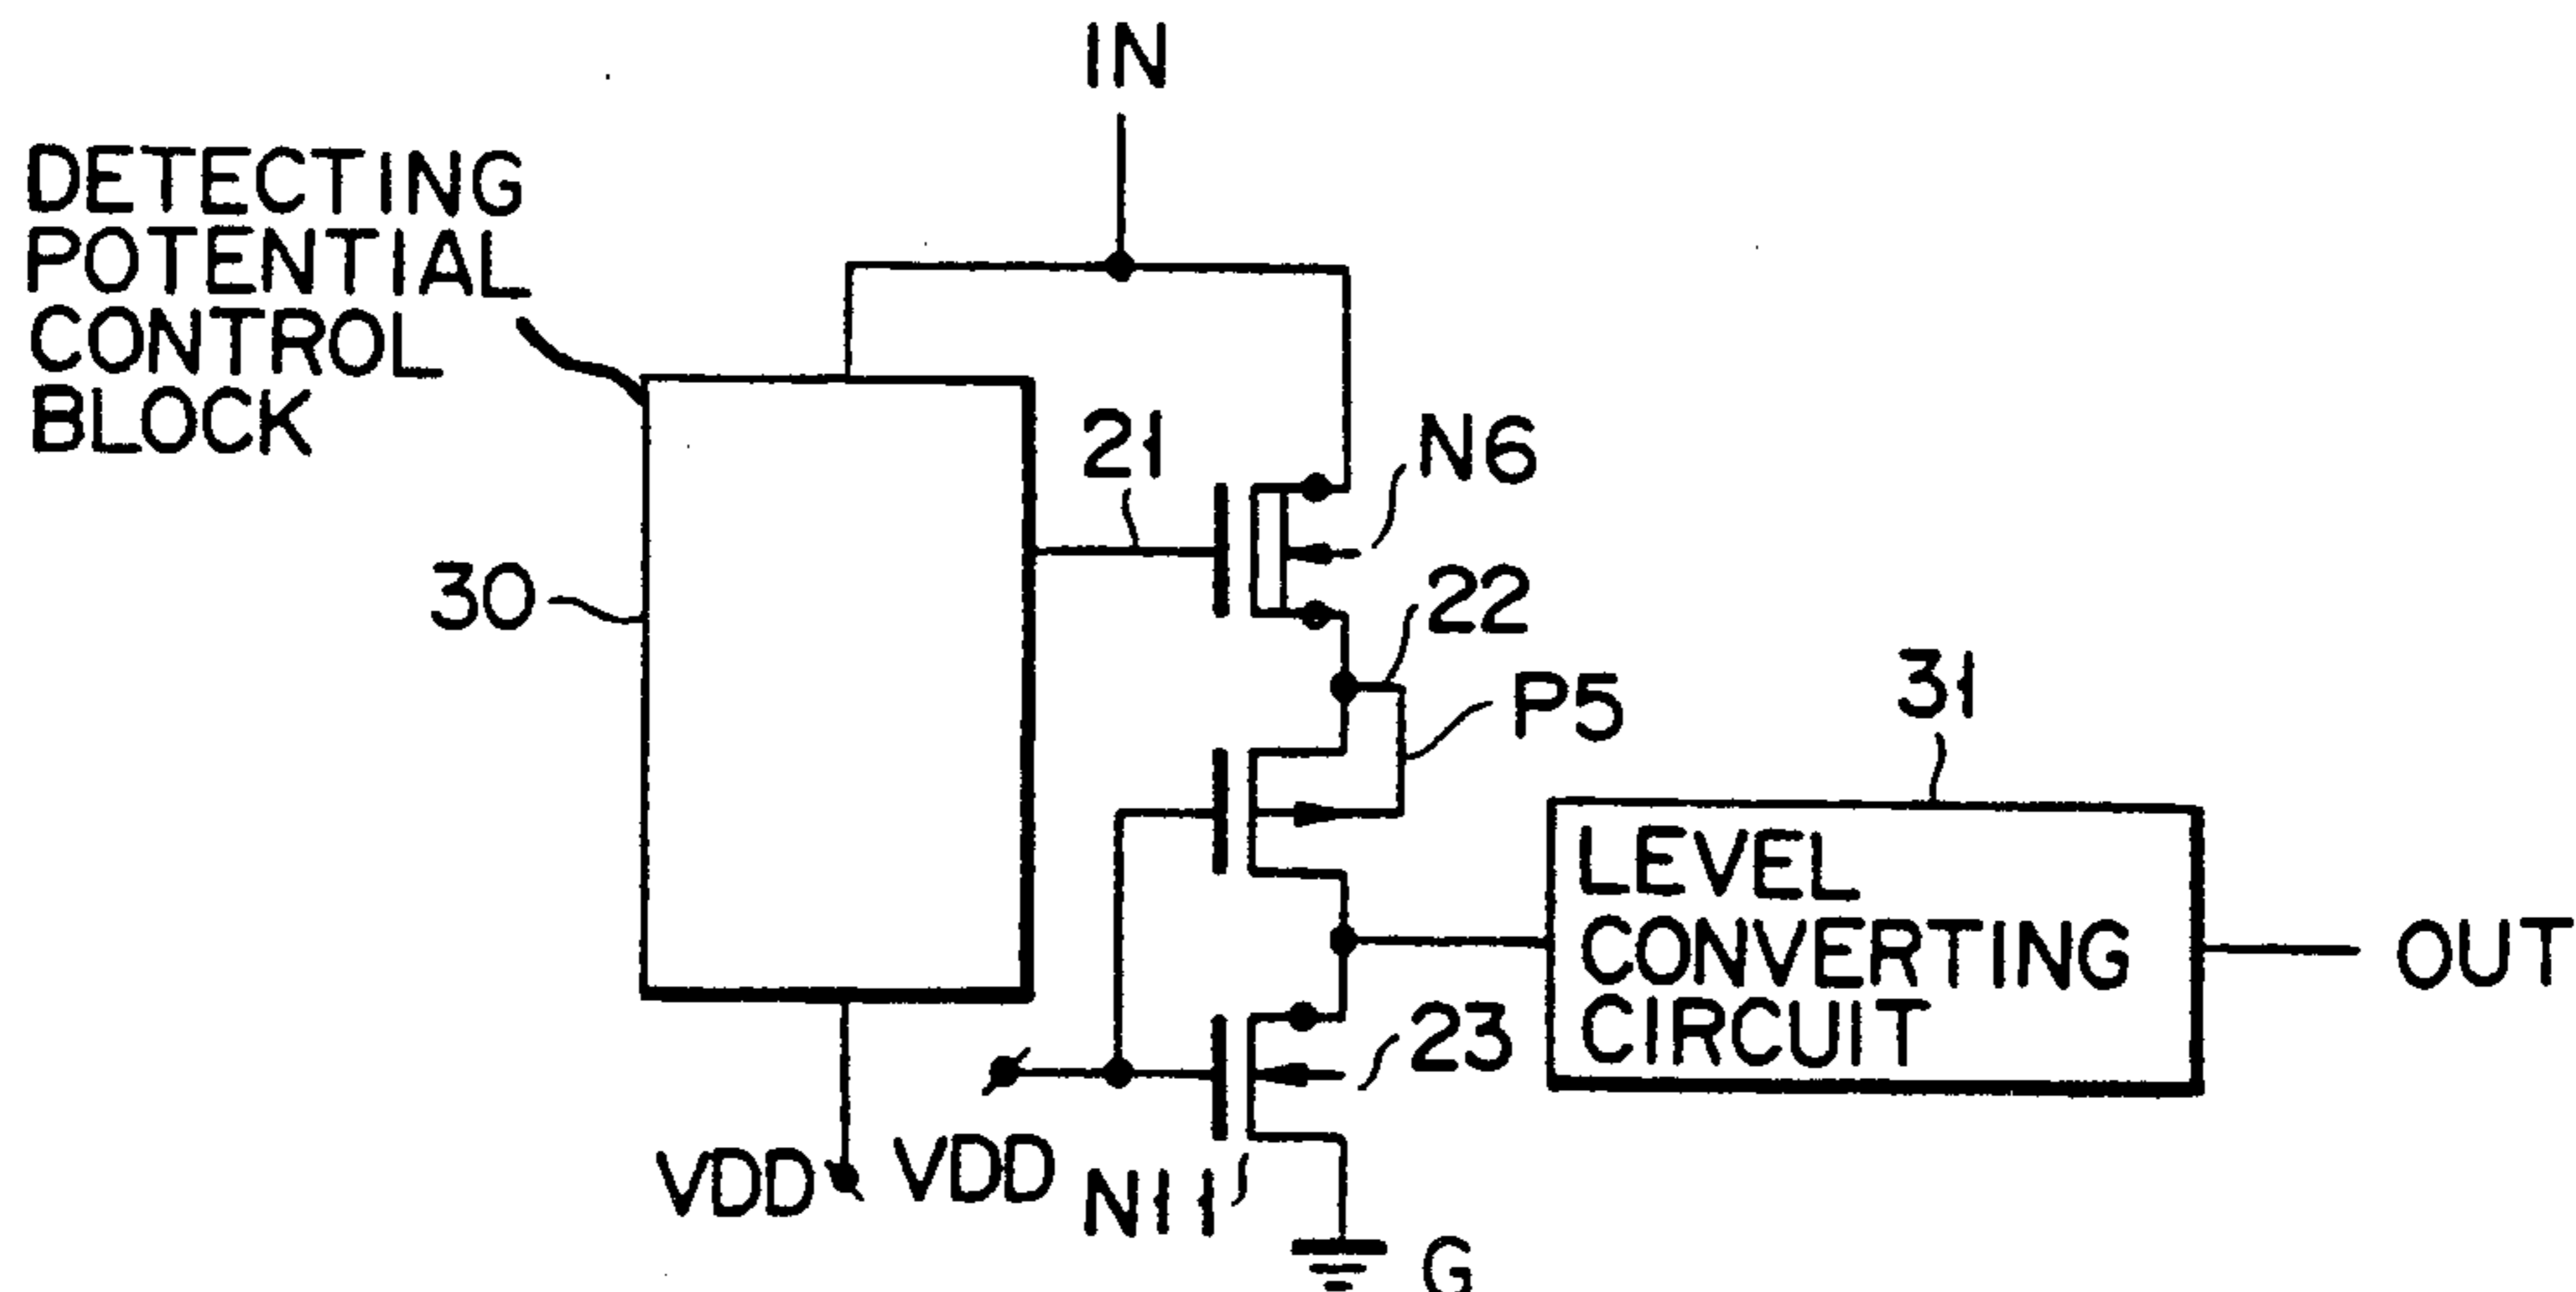 IN
DETECTING
POTENTIAL
CONTROL
BLOCK
21
N6
30
22
P5
31
LEVEL
CONVERTING
CIRCUIT
OUT
23
VDD
VDD
N11
G